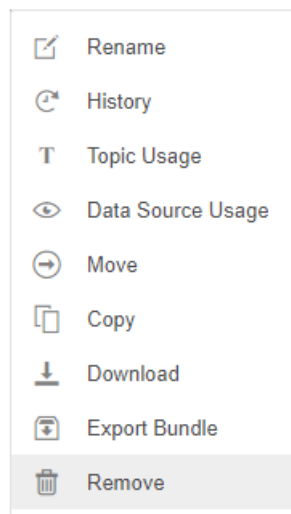 Rename
History
Topic Usage
Data Source Usage
Move
Copy
Download
Export Bundle
Remove